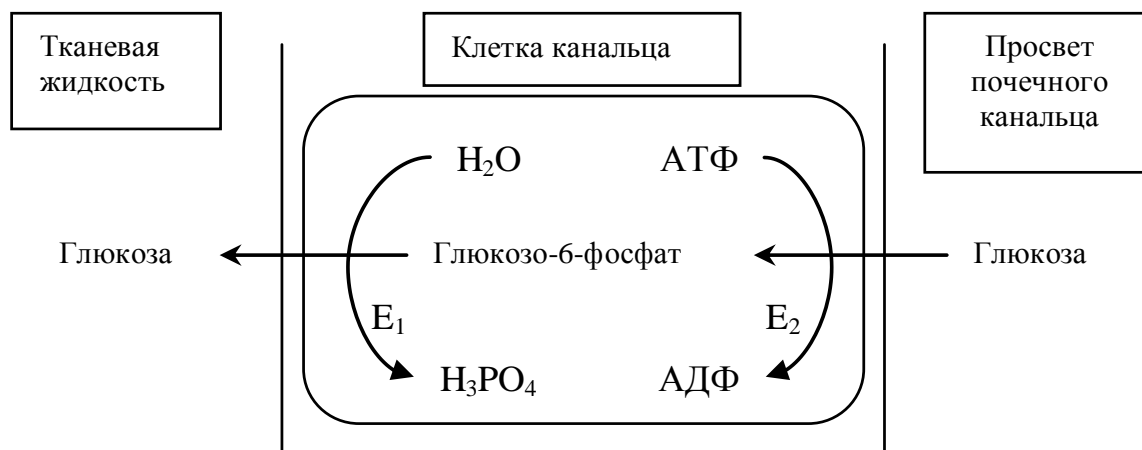 Тканевая
жидкость
Клетка канальца
Просвет
почечного
канальца
H₂O
АТФ
Глюкоза
Глюкозо-6-фосфат
Глюкоза
E₁
E₂
H₃PO₄
АДФ